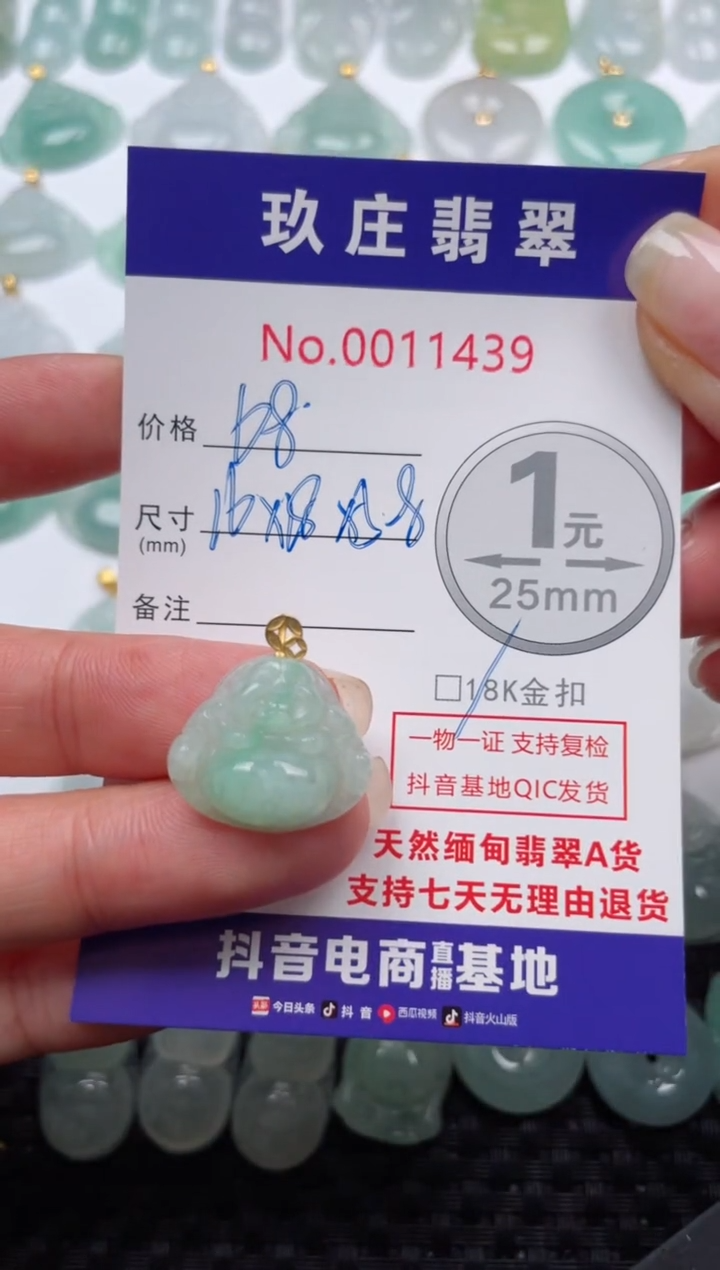 玖庄翡翠
No.0011439
价格 68
尺寸
(mm)
备注
1元
25mm
□18K金扣
一物一证 支持复检
抖音基地QIC发货
天然缅甸翡翠A货
支持七天无理由退货
抖音电商直播基地
今日头条 抖音 西瓜视频 抖音火山版